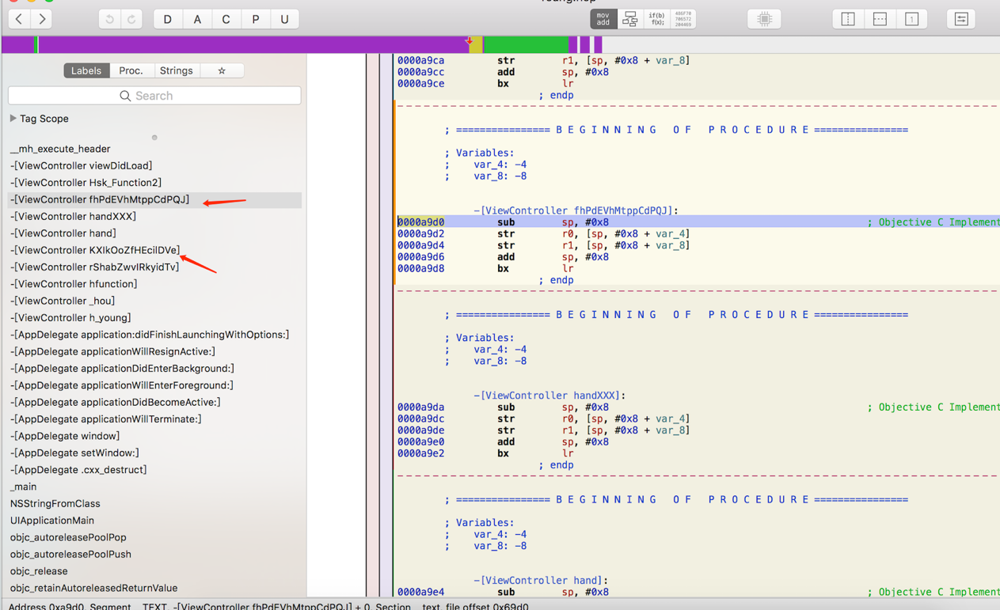 D A C P U
mov
add
if(b)
f(x);
486F70
706572
204469
1
Labels Proc. Strings ☆
Search
Tag Scope
__mh_execute_header
-[ViewController viewDidLoad]
-[ViewController Hsk_Function2]
-[ViewController fhPdEVhMtppCdPQJ]
-[ViewController handXXX]
-[ViewController hand]
-[ViewController KXlkOoZfHEcilDVe]
-[ViewController rShabZwvlRkyidTv]
-[ViewController hfunction]
-[ViewController _hou]
-[ViewController h_young]
-[AppDelegate application:didFinishLaunchingWithOptions:]
-[AppDelegate applicationWillResignActive:]
-[AppDelegate applicationDidEnterBackground:]
-[AppDelegate applicationWillEnterForeground:]
-[AppDelegate applicationDidBecomeActive:]
-[AppDelegate applicationWillTerminate:]
-[AppDelegate window]
-[AppDelegate setWindow:]
-[AppDelegate .cxx_destruct]
_main
NSStringFromClass
UIApplicationMain
objc_autoreleasePoolPop
objc_autoreleasePoolPush
objc_release
objc_retainAutoreleasedReturnValue
0000a9ca str r1, [sp, #0x8 + var_8]
0000a9cc add sp, #0x8
0000a9ce bx lr
; endp
; ================ B E G I N N I N G   O F   P R O C E D U R E ================
; Variables:
; var_4: -4
; var_8: -8
-[ViewController fhPdEVhMtppCdPQJ]:
0000a9d0 sub sp, #0x8 ; Objective C Implement
0000a9d2 str r0, [sp, #0x8 + var_4]
0000a9d4 str r1, [sp, #0x8 + var_8]
0000a9d6 add sp, #0x8
0000a9d8 bx lr
; endp
; ================ B E G I N N I N G   O F   P R O C E D U R E ================
; Variables:
; var_4: -4
; var_8: -8
-[ViewController handXXX]:
0000a9da sub sp, #0x8 ; Objective C Implement
0000a9dc str r0, [sp, #0x8 + var_4]
0000a9de str r1, [sp, #0x8 + var_8]
0000a9e0 add sp, #0x8
0000a9e2 bx lr
; endp
; ================ B E G I N N I N G   O F   P R O C E D U R E ================
; Variables:
; var_4: -4
; var_8: -8
-[ViewController hand]:
0000a9e4 sub sp, #0x8 ; Objective C Implement
Address 0xa9d0, Segment __TEXT, -[ViewController fhPdEVhMtppCdPQJ] + 0, Section __text, file offset 0x69d0